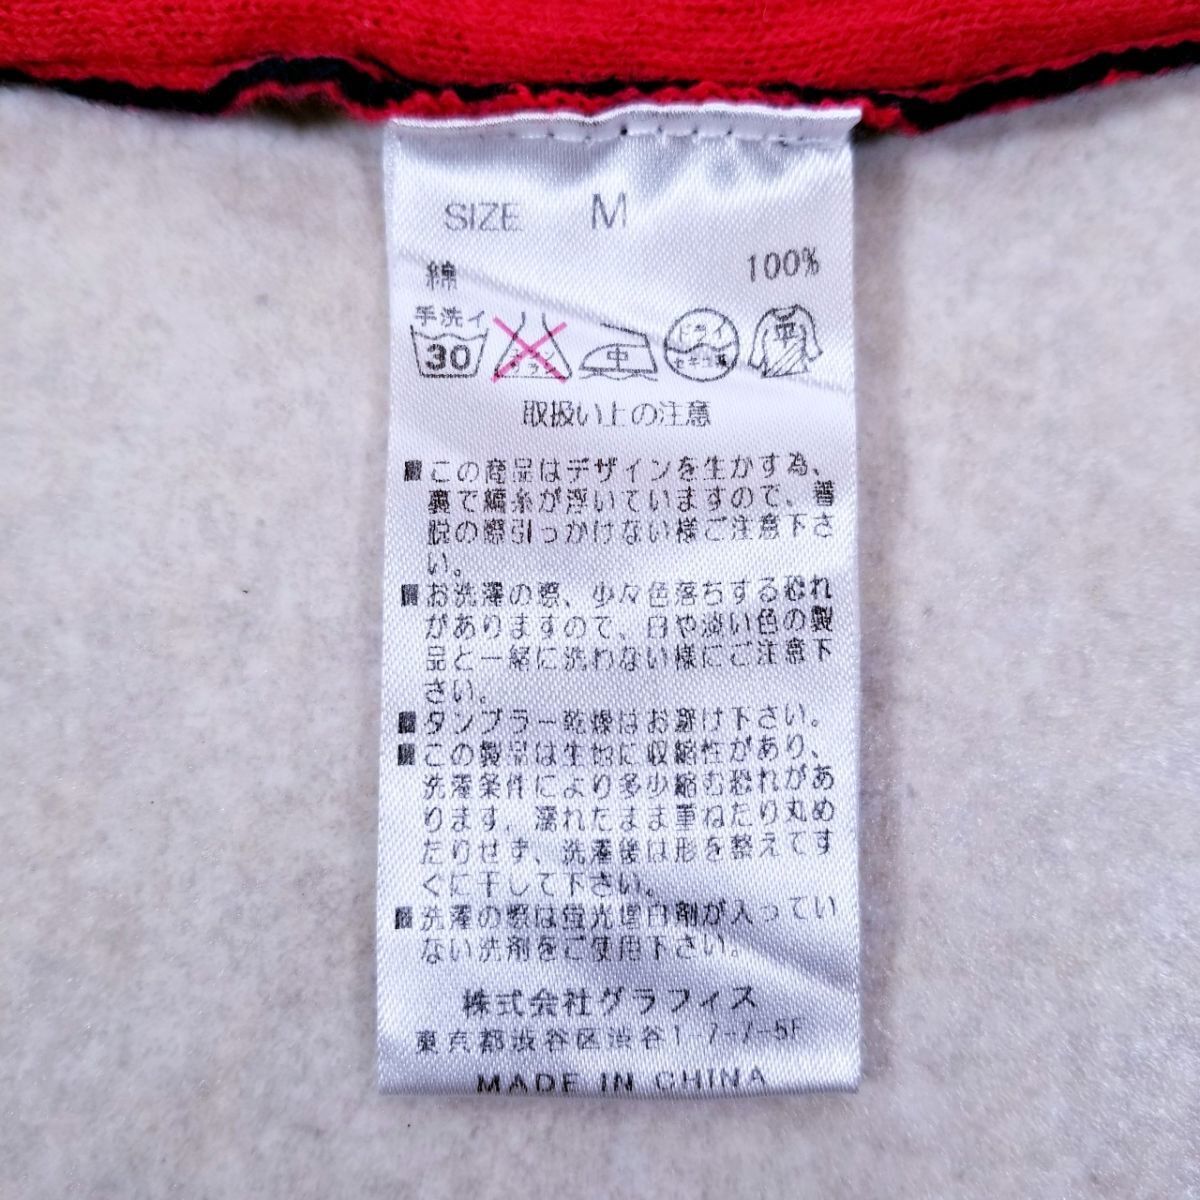 SIZE M
綿 100%
手洗イ
30 エンソ サラシ 中 ドライ セキユ系 平
取扱い上の注意
■この商品はデザインを生かす為、
裏で編糸が浮いていますので、着
脱の際引っかけない様ご注意下さ
い。
■お洗濯の際、少々色落ちする恐れ
がありますので、白や淡い色の製
品と一緒に洗わない様にご注意下
さい。
■タンブラー乾燥はお避け下さい。
■この製品は生地に収縮性があり、
洗濯条件により多少縮む恐れがあ
ります。濡れたまま重ねたり丸め
たりせず、洗濯後は形を整えてす
ぐに干して下さい。
■洗濯の際は蛍光増白剤が入ってい
ない洗剤をご使用下さい。
株式会社グラフィス
東京都渋谷区渋谷1-7-7-5F
MADE IN CHINA